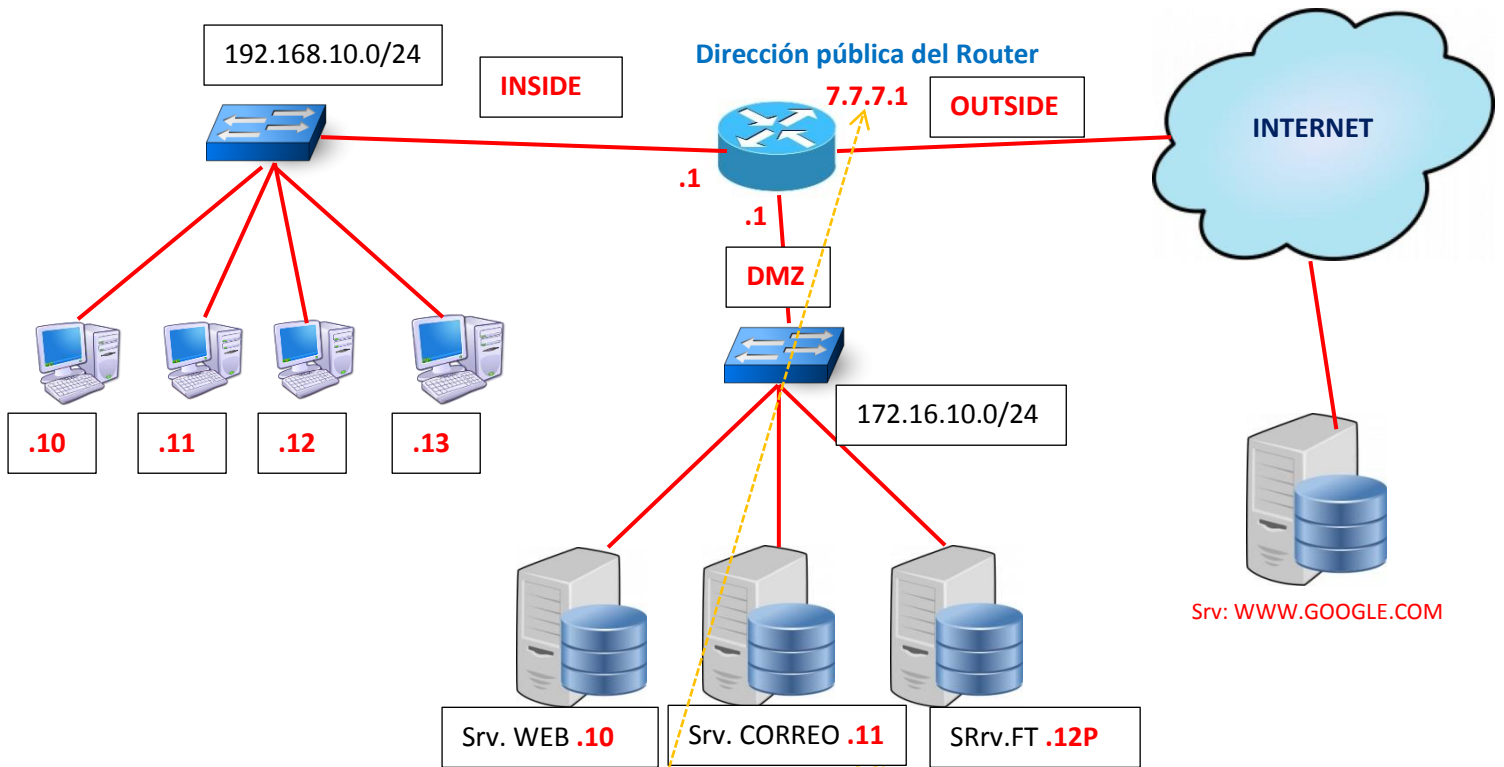 192.168.10.0/24
INSIDE
Dirección pública del Router
7.7.7.1
OUTSIDE
INTERNET
.1
.1
DMZ
172.16.10.0/24
.10
.11
.12
.13
Srv: WWW.GOOGLE.COM
Srv. WEB .10
Srv. CORREO .11
SRrv.FT .12P